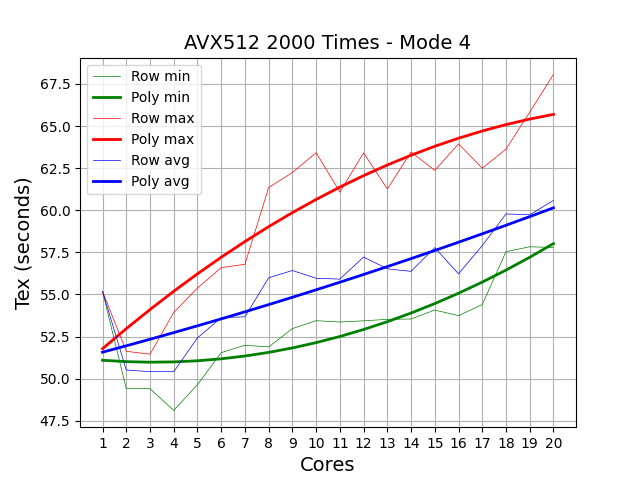 AVX512 2000 Times - Mode 4
Row min
Poly min
Row max
Poly max
Row avg
Poly avg
67.5
65.0
62.5
60.0
57.5
55.0
52.5
50.0
47.5
Tex (seconds)
1 2 3 4 5 6 7 8 9 10 11 12 13 14 15 16 17 18 19 20
Cores